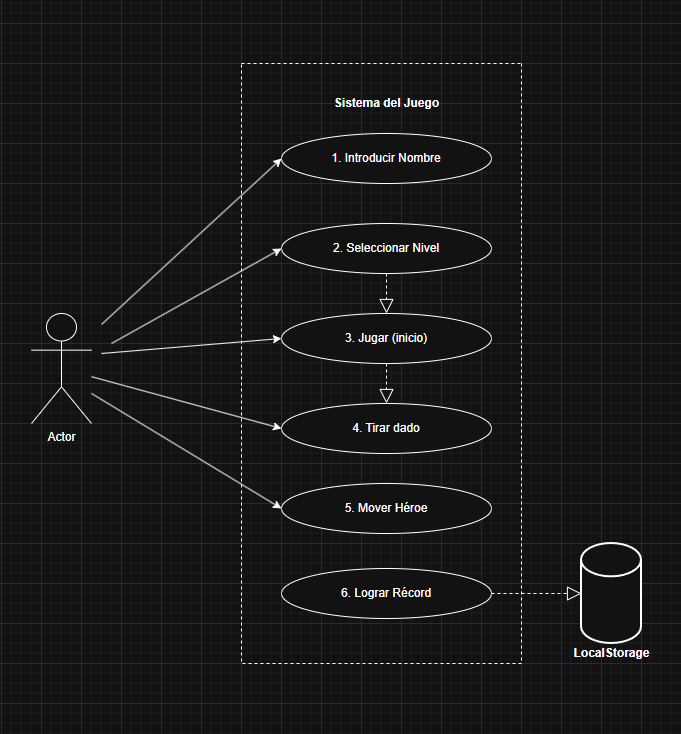 Sistema del Juego
1. Introducir Nombre
2. Seleccionar Nivel
3. Jugar (inicio)
Actor
4. Tirar dado
5. Mover Héroe
6. Lograr Récord
LocalStorage